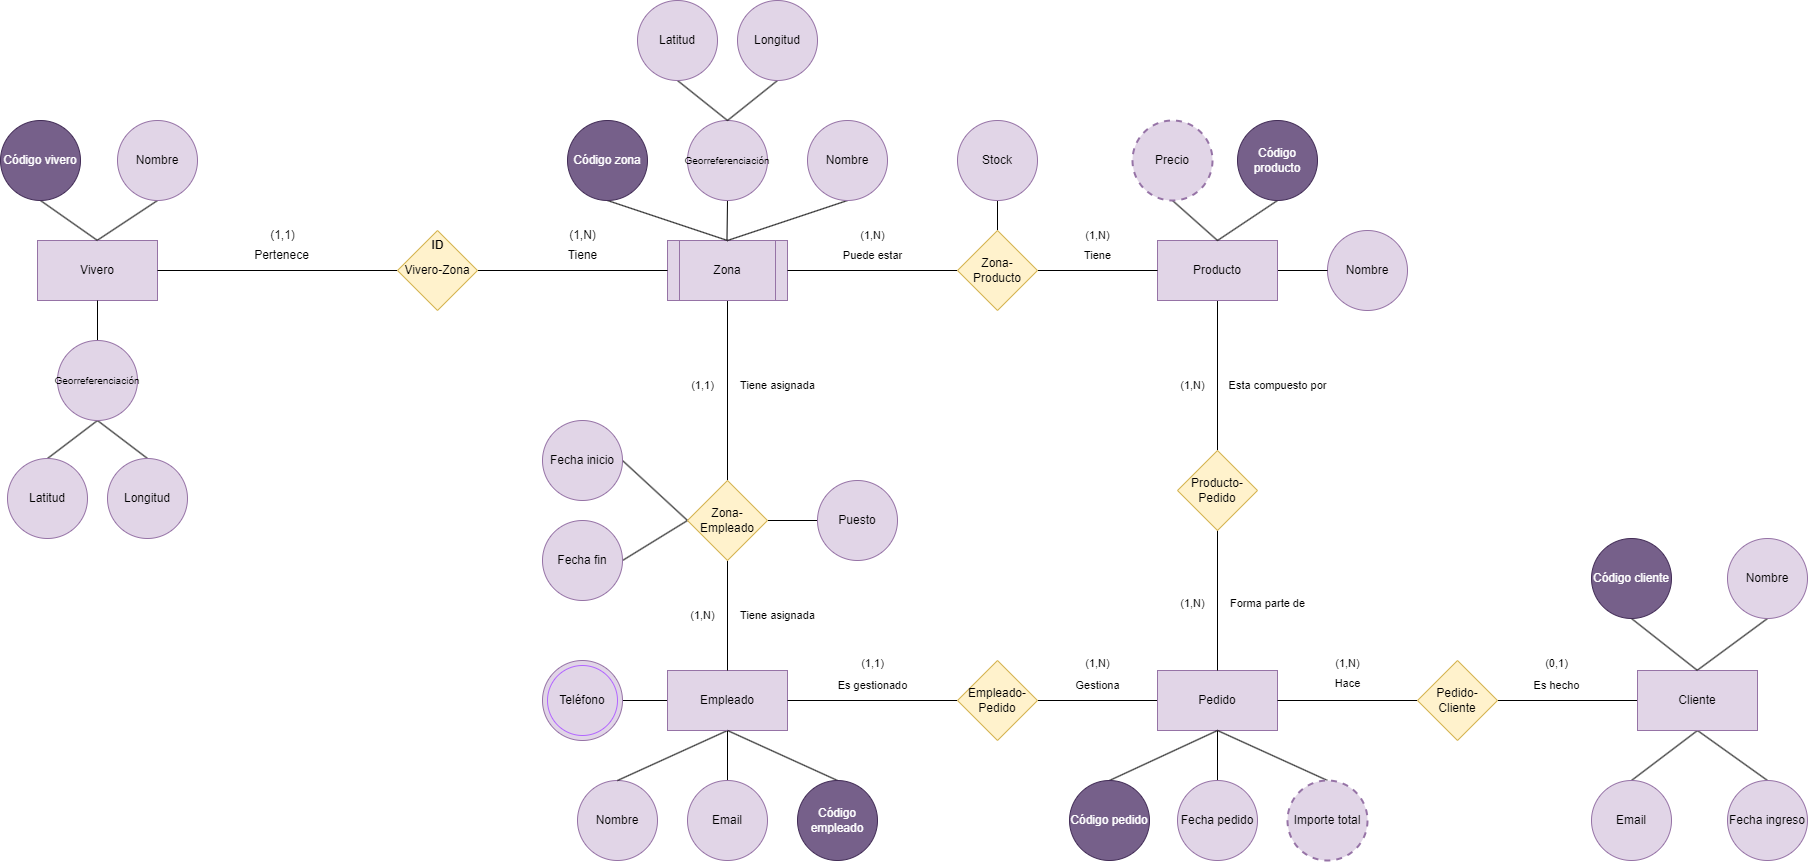 Latitud
Longitud
Código vivero
Nombre
Código zona
Georreferenciación
Nombre
Stock
Precio
Código
producto
(1,1)
Pertenece
ID
Vivero-Zona
(1,N)
Tiene
(1,N)
Puede estar
Zona-
Producto
(1,N)
Tiene
Vivero
Zona
Producto
Nombre
Georreferenciación
(1,1)
Tiene asignada
(1,N)
Esta compuesto por
Latitud
Longitud
Fecha inicio
Fecha fin
Zona-
Empleado
Puesto
Producto-
Pedido
(1,N)
Tiene asignada
(1,N)
Forma parte de
Código cliente
Nombre
Teléfono
Empleado
(1,1)
Es gestionado
Empleado-
Pedido
(1,N)
Gestiona
Pedido
(1,N)
Hace
Pedido-
Cliente
(0,1)
Es hecho
Cliente
Nombre
Email
Código
empleado
Código pedido
Fecha pedido
Importe total
Email
Fecha ingreso